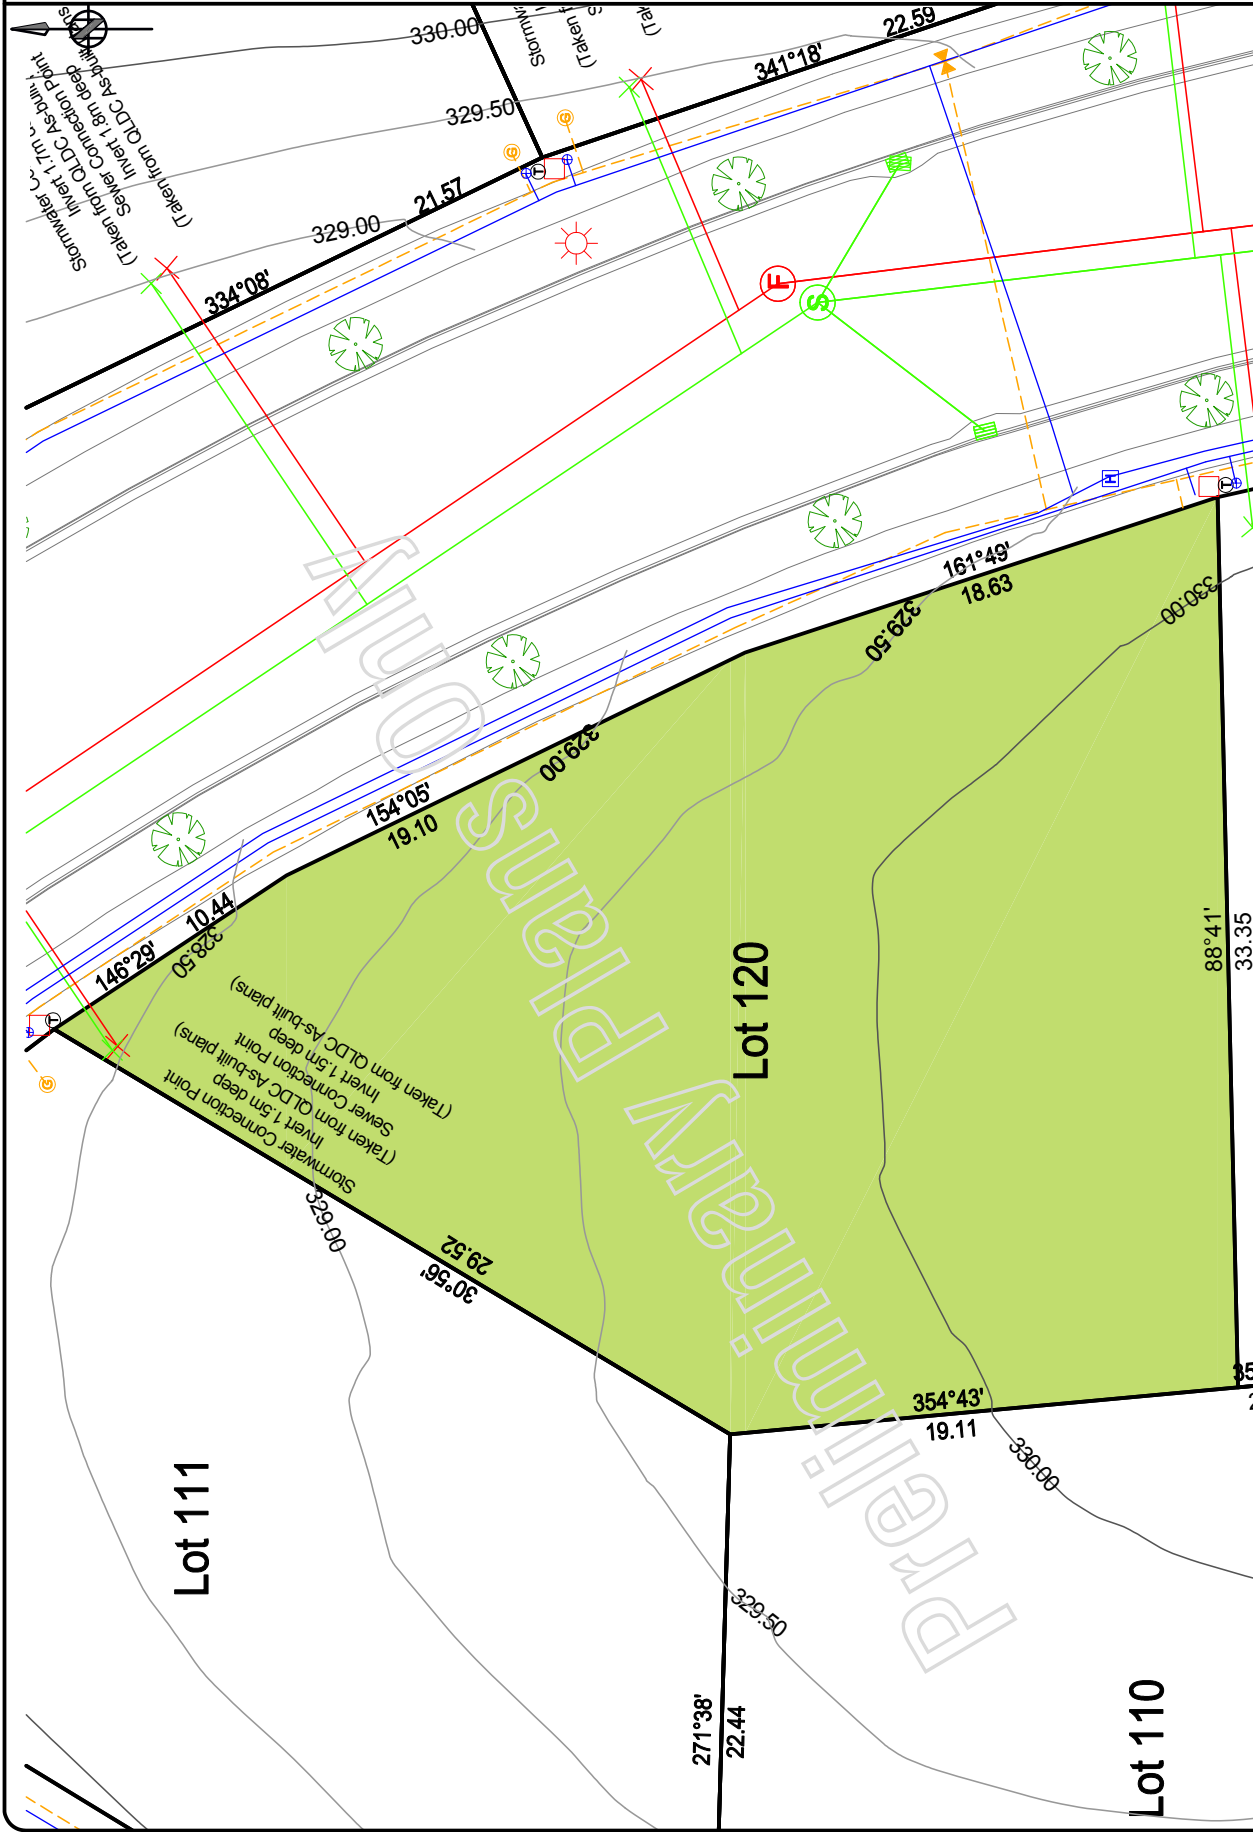 Stormwater
Invert 1.7m
(Taken from QLDC As-built
Sewer Connection Point
Invert 1.8m deep
(Taken from QLDC As-built
Stormw
(Taken f
(Tak
330.00
329.50
329.00
22.59
341°18'
21.57
334°08'
G
G
T
F
S
H
T
161°49'
18.63
330.00
329.50
329.00
154°05'
19.10
10.44
146°29'
328.50
T
G
Stormwater Connection Point
Invert 1.5m deep
(Taken from QLDC As-built plans)
Sewer Connection Point
Invert 1.5m deep
(Taken from QLDC As-built plans)
Lot 120
88°41'
33.35
Preliminary Plans Only
329.00
29.52
30°56'
354°43'
19.11
35
2
330.00
Lot 111
329.50
271°38'
22.44
Lot 110